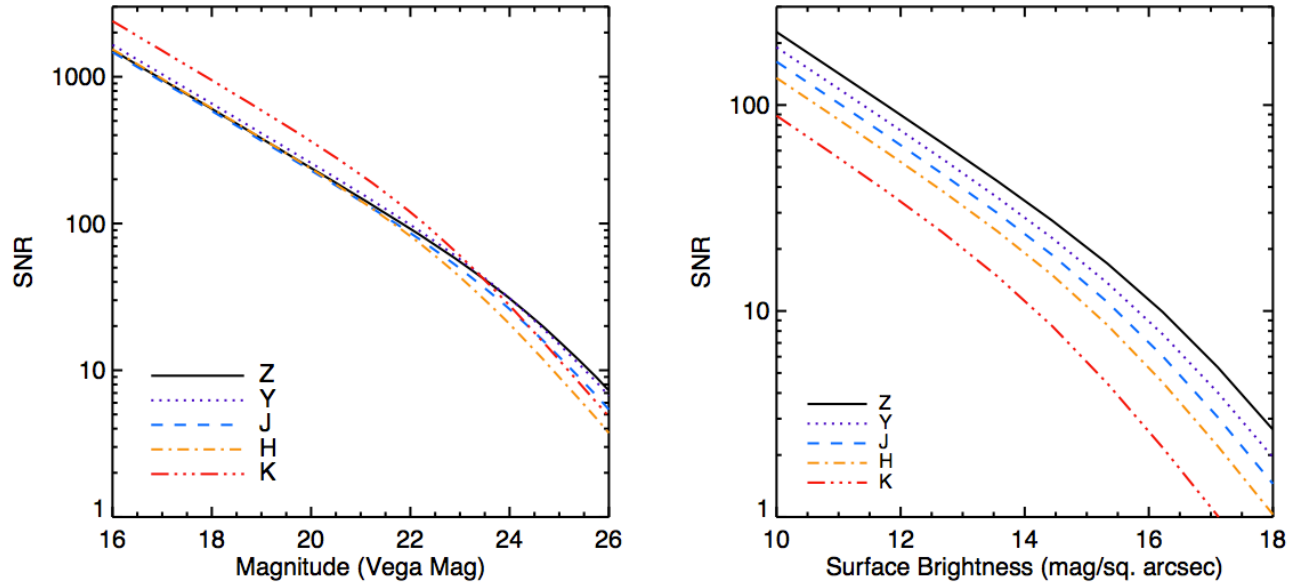 1000
100
10
1
SNR
Z
Y
J
H
K
16 18 20 22 24 26
Magnitude (Vega Mag)
100
10
1
SNR
Z
Y
J
H
K
10 12 14 16 18
Surface Brightness (mag/sq. arcsec)